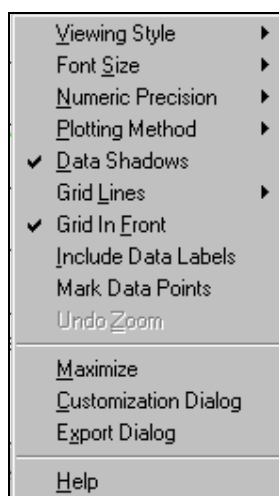 Viewing Style
Font Size
Numeric Precision
Plotting Method
Data Shadows
Grid Lines
Grid In Front
Include Data Labels
Mark Data Points
Undo Zoom
Maximize
Customization Dialog
Export Dialog
Help